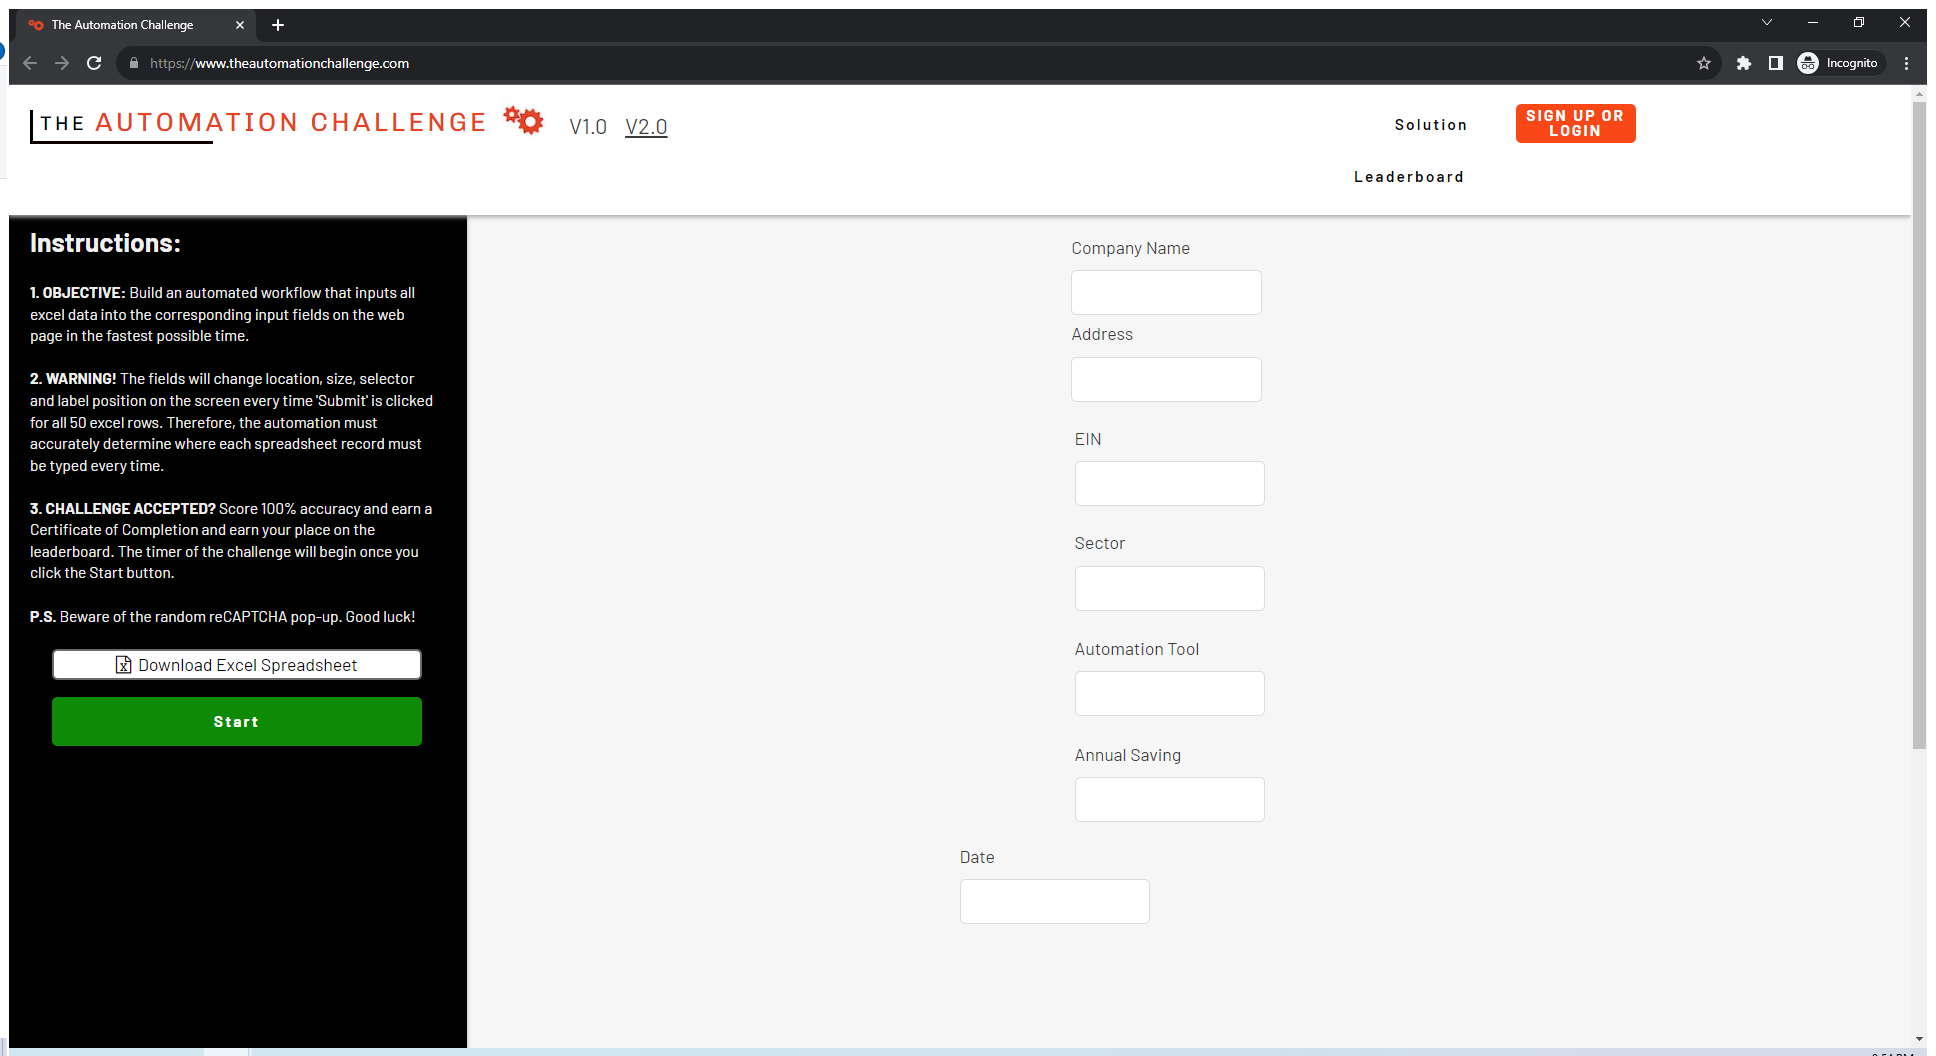 The Automation Challenge
https://www.theautomationchallenge.com
Incognito
THE AUTOMATION CHALLENGE
V1.0 V2.0
Solution
SIGN UP OR
LOGIN
Leaderboard
Instructions:
1. OBJECTIVE: Build an automated workflow that inputs all
excel data into the corresponding input fields on the web
page in the fastest possible time.
2. WARNING! The fields will change location, size, selector
and label position on the screen every time 'Submit' is clicked
for all 50 excel rows. Therefore, the automation must
accurately determine where each spreadsheet record must
be typed every time.
3. CHALLENGE ACCEPTED? Score 100% accuracy and earn a
Certificate of Completion and earn your place on the
leaderboard. The timer of the challenge will begin once you
click the Start button.
P.S. Beware of the random reCAPTCHA pop-up. Good luck!
Download Excel Spreadsheet
Start
Company Name
Address
EIN
Sector
Automation Tool
Annual Saving
Date